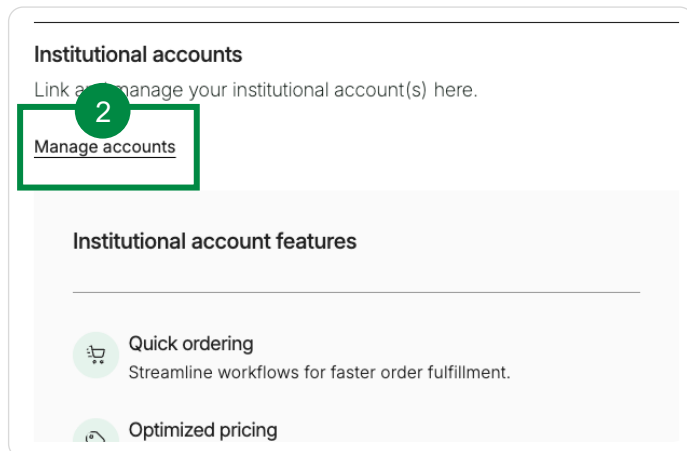 Institutional accounts
Link a manage your institutional account(s) here.
2
Manage accounts
Institutional account features
Quick ordering
Streamline workflows for faster order fulfillment.
Optimized pricing